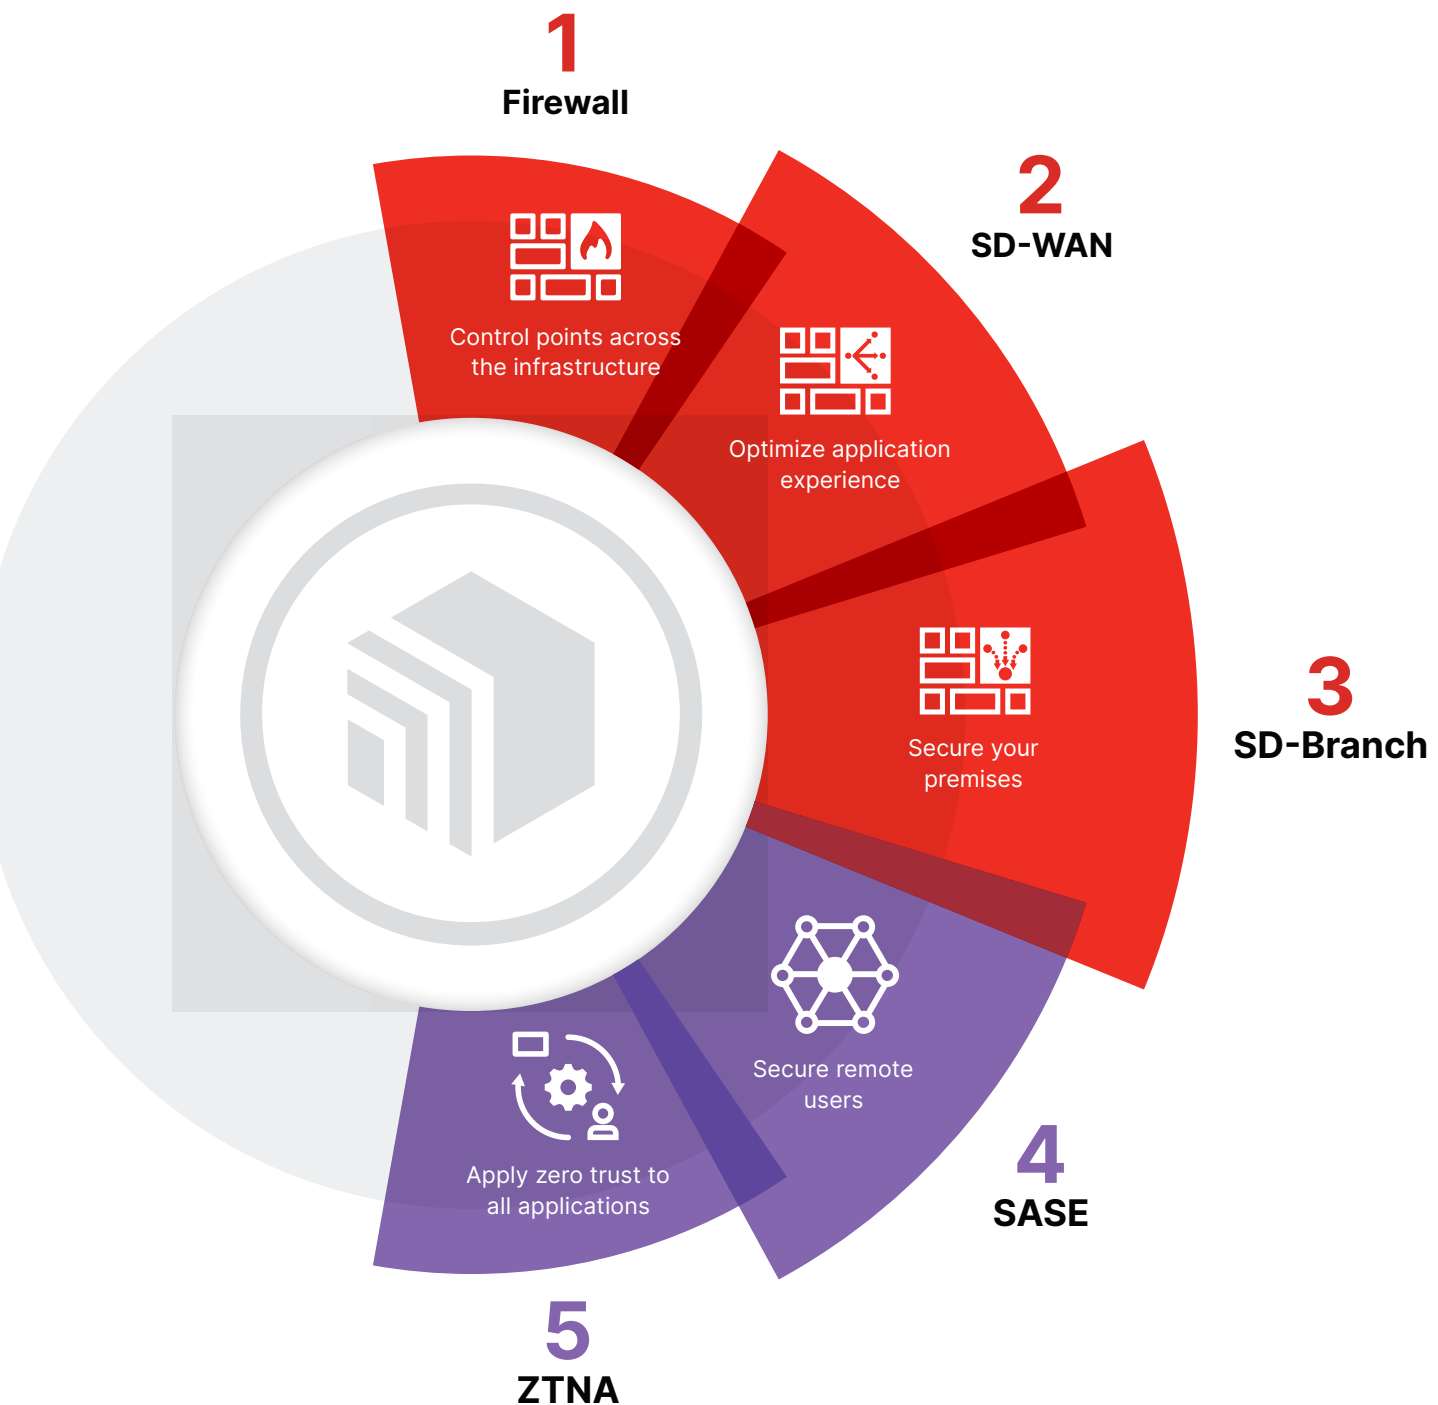 1
Firewall
Control points across
the infrastructure
2
SD-WAN
Optimize application
experience
3
SD-Branch
Secure your
premises
4
SASE
Secure remote
users
5
ZTNA
Apply zero trust to
all applications